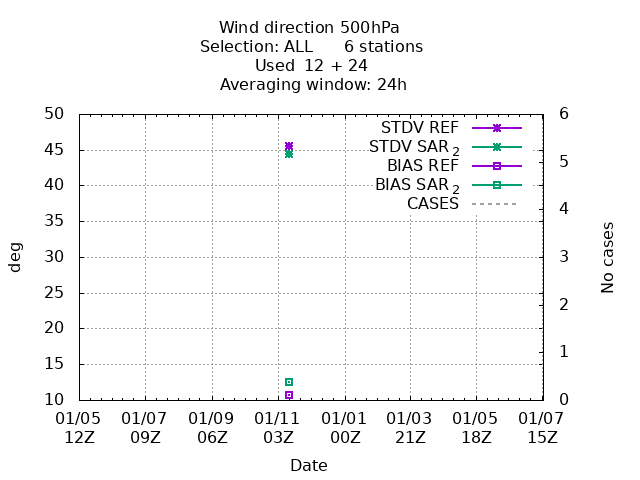 Wind direction 500hPa
Selection: ALL 6 stations
Used 12 + 24
Averaging window: 24h
50
45
40
35
30
25
20
15
10
deg
6
5
4
3
2
1
0
No cases
STDV REF
STDV SAR 2
BIAS REF
BIAS SAR 2
CASES
01/05 01/07 01/09 01/11 01/01 01/03 01/05 01/07
12Z 09Z 06Z 03Z 00Z 21Z 18Z 15Z
Date